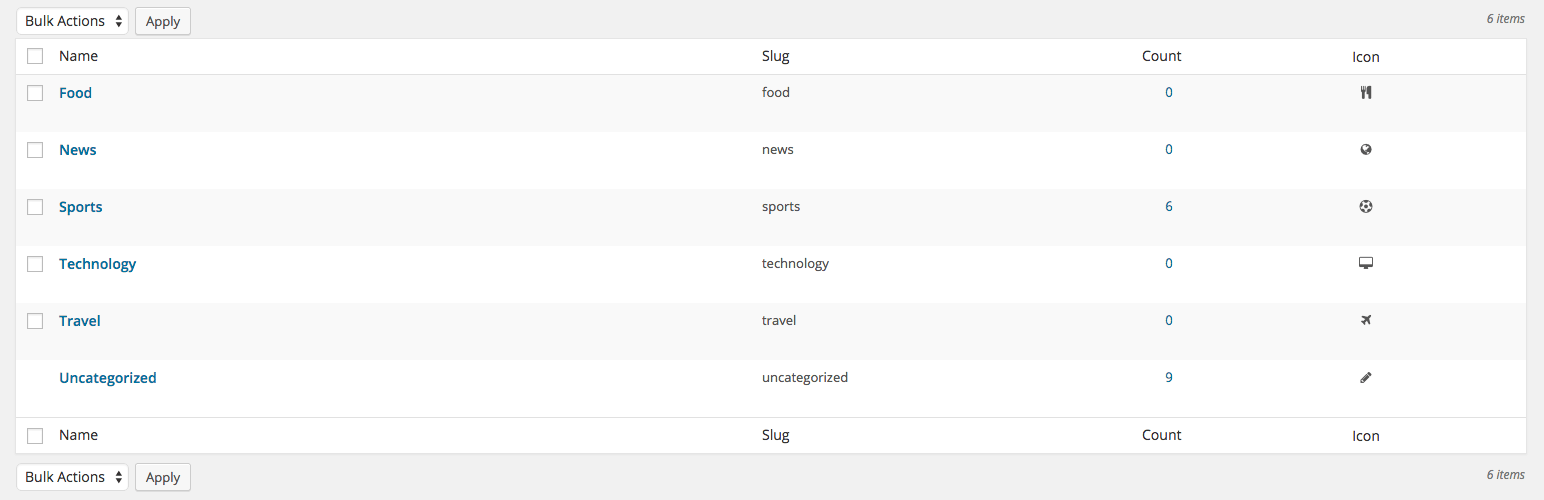 Bulk Actions Apply 6 items
Name Slug Count Icon
Food food 0
News news 0
Sports sports 6
Technology technology 0
Travel travel 0
Uncategorized uncategorized 9
Name Slug Count Icon
Bulk Actions Apply 6 items